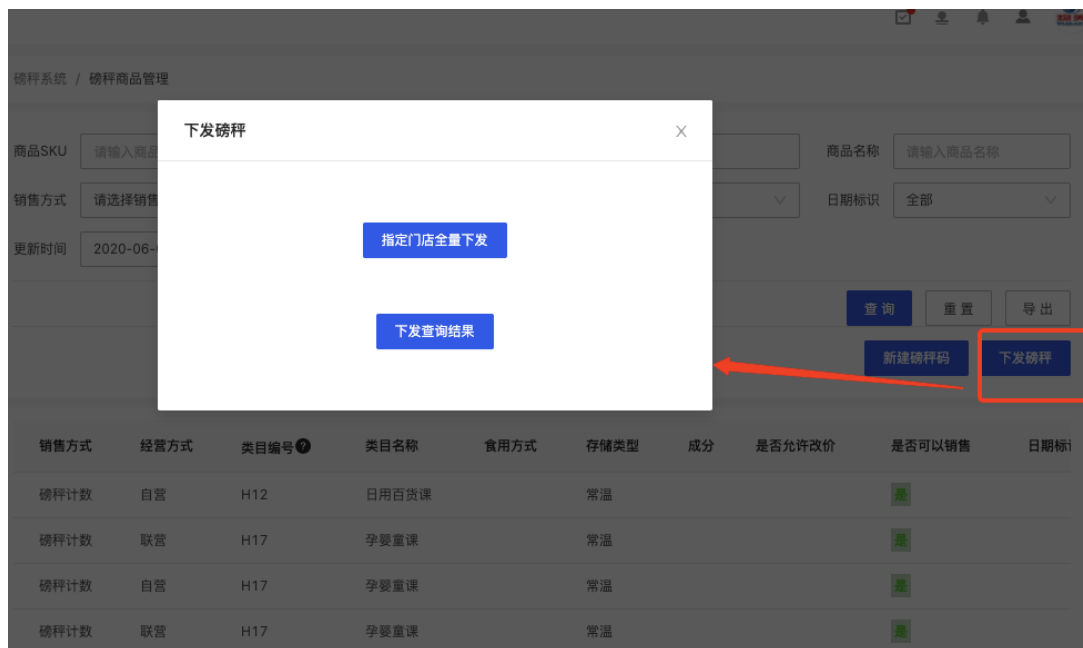 磅秤系统 / 磅秤商品管理
下发磅秤
商品SKU 请输入商品
商品名称 请输入商品名称
销售方式 请选择销售
日期标识 全部
更新时间 2020-06-
指定门店全量下发
下发查询结果
查询 重置 导出
新建磅秤码 下发磅秤
销售方式 经营方式 类目编号 类目名称 食用方式 存储类型 成分 是否允许改价 是否可以销售 日期标
磅秤计数 自营 H12 日用百货课 常温 是
磅秤计数 联营 H17 孕婴童课 常温 是
磅秤计数 自营 H17 孕婴童课 常温 是
磅秤计数 联营 H17 孕婴童课 常温 是